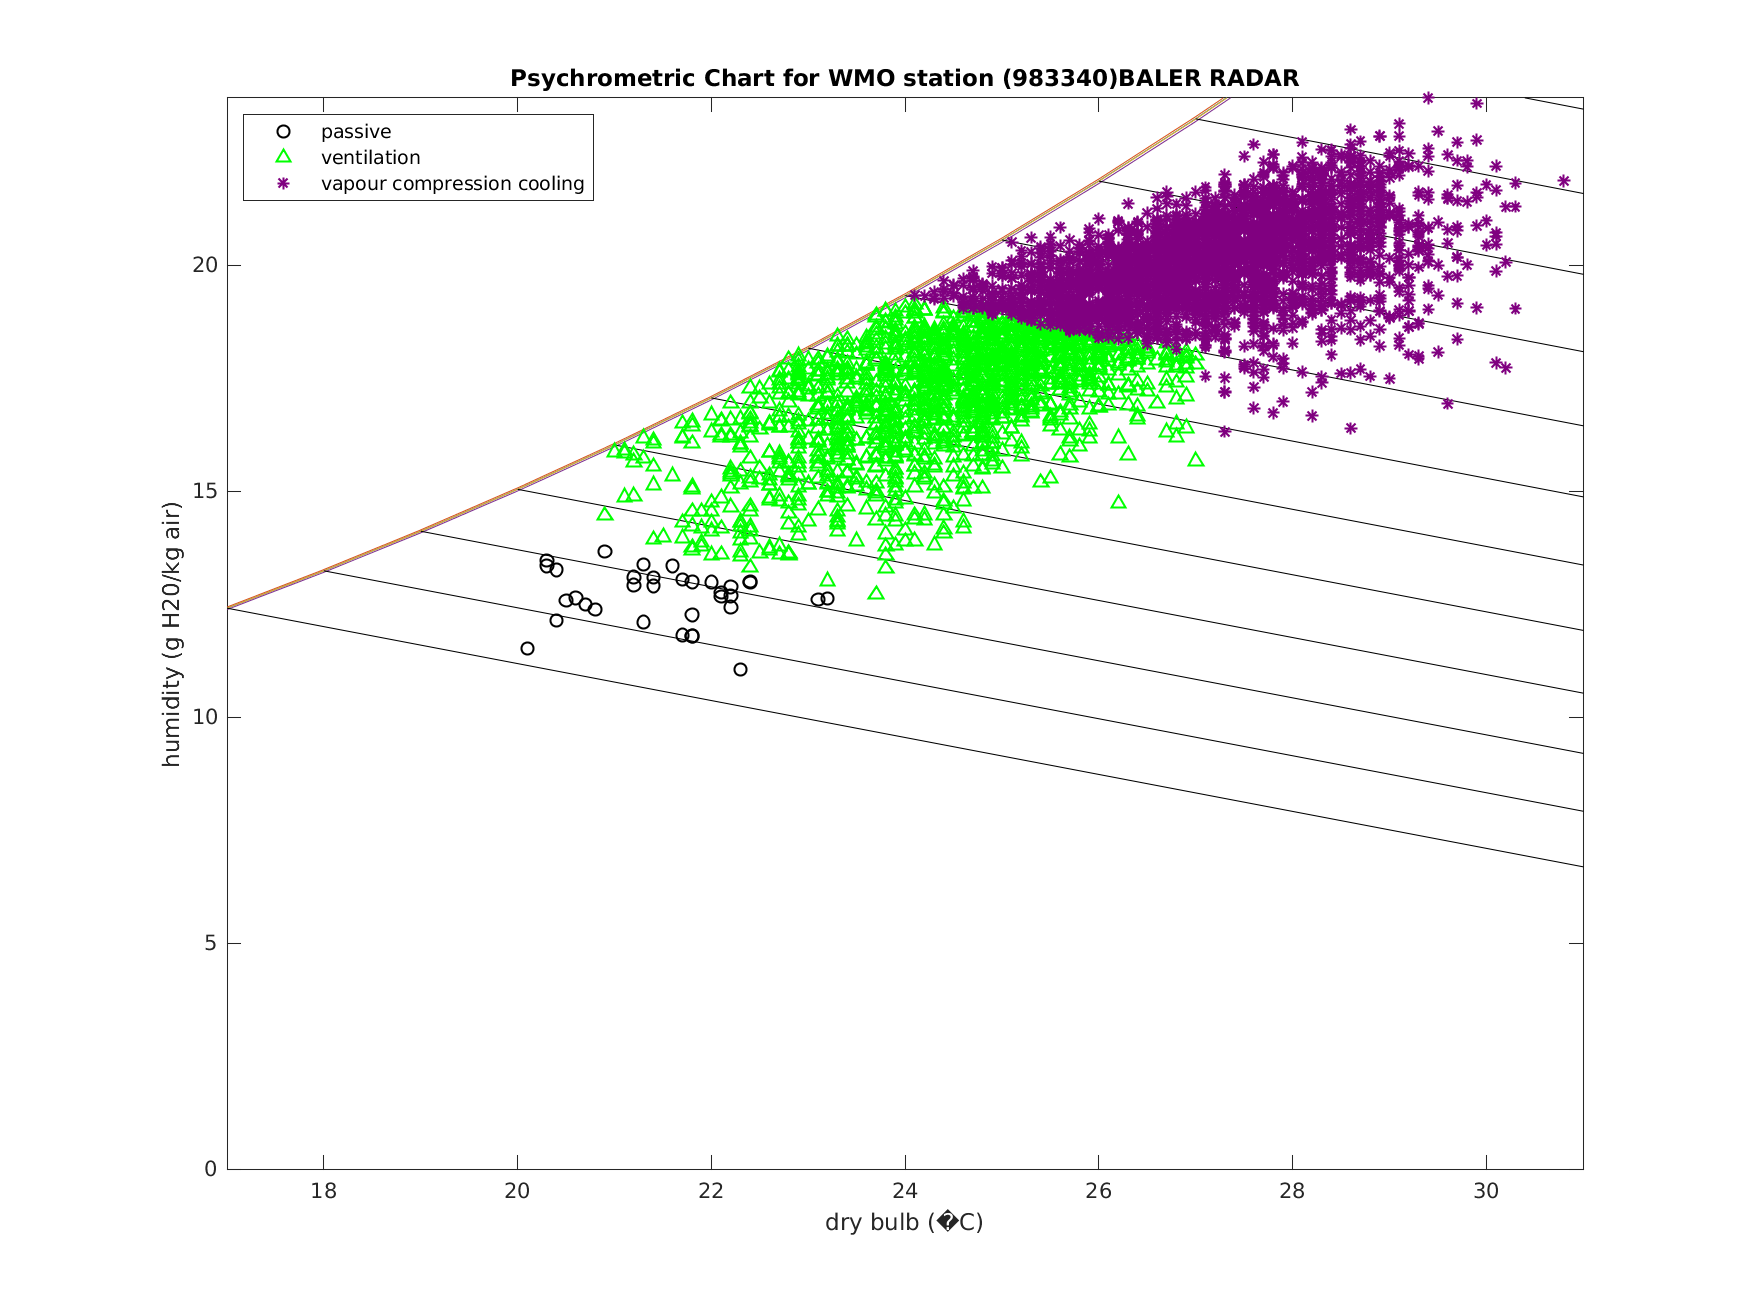 Psychrometric Chart for WMO station (983340)BALER RADAR
passive
ventilation
vapour compression cooling
20
15
10
5
0
humidity (g H20/kg air)
18 20 22 24 26 28 30
dry bulb (�C)